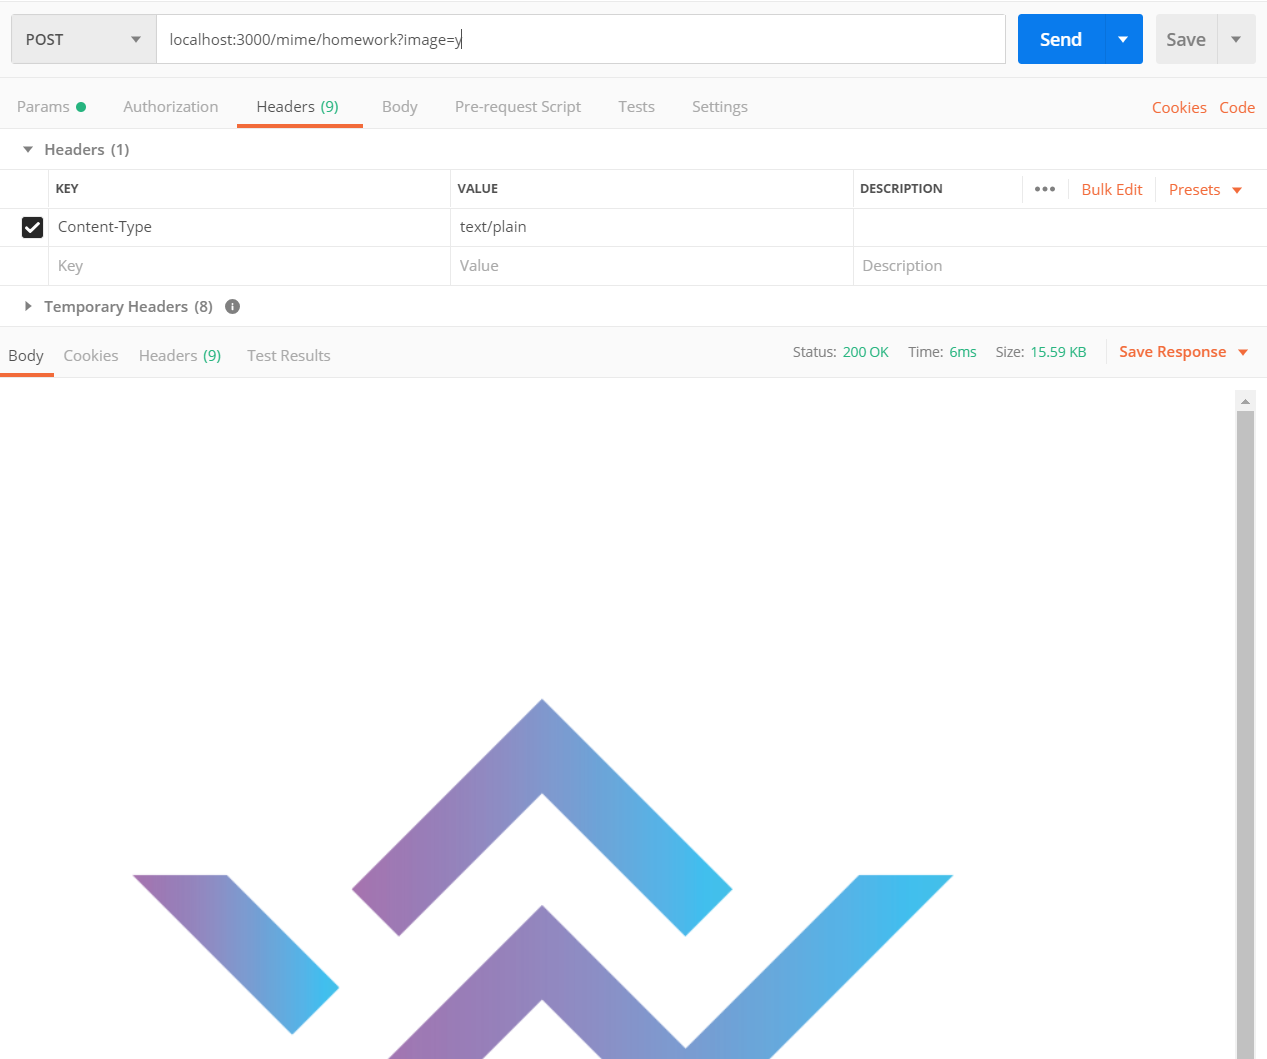 POST localhost:3000/mime/homework?image=y Send Save
Params Authorization Headers (9) Body Pre-request Script Tests Settings Cookies Code
Headers (1)
KEY VALUE DESCRIPTION ••• Bulk Edit Presets
Content-Type text/plain
Key Value Description
Temporary Headers (8) i
Body Cookies Headers (9) Test Results Status: 200 OK Time: 6ms Size: 15.59 KB Save Response